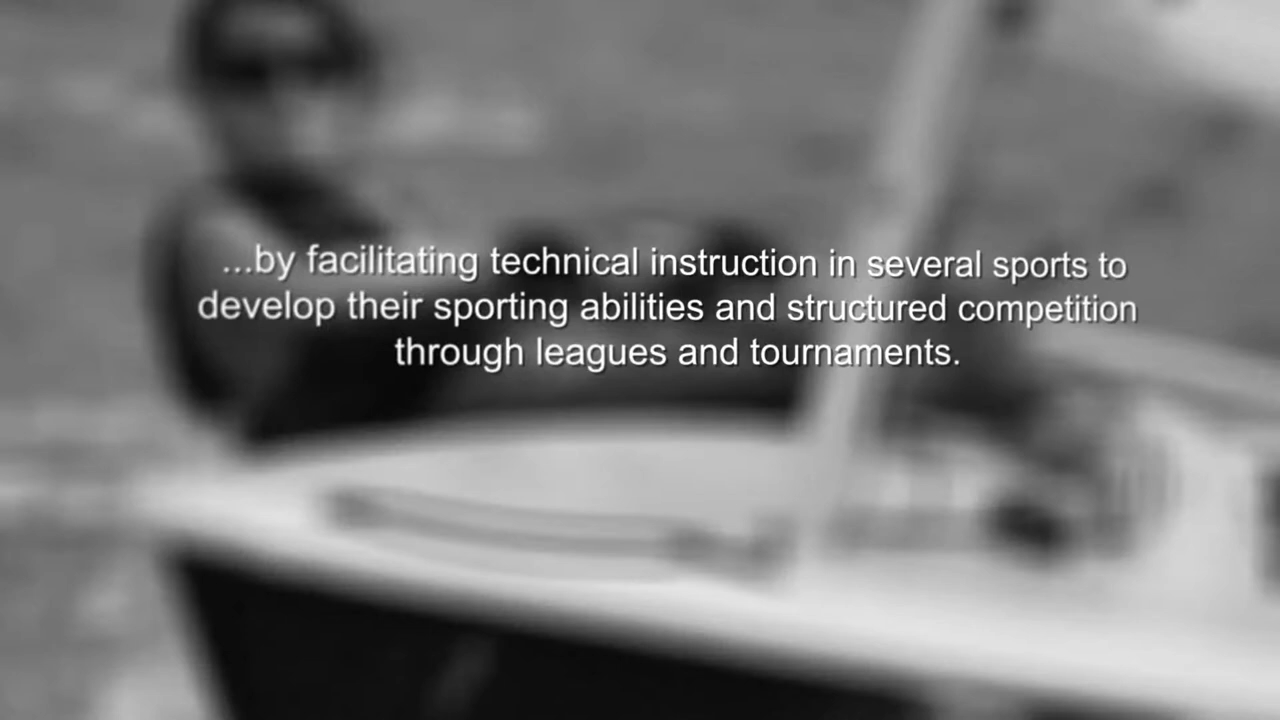 ...by facilitating technical instruction in several sports to
develop their sporting abilities and structured competition
through leagues and tournaments.